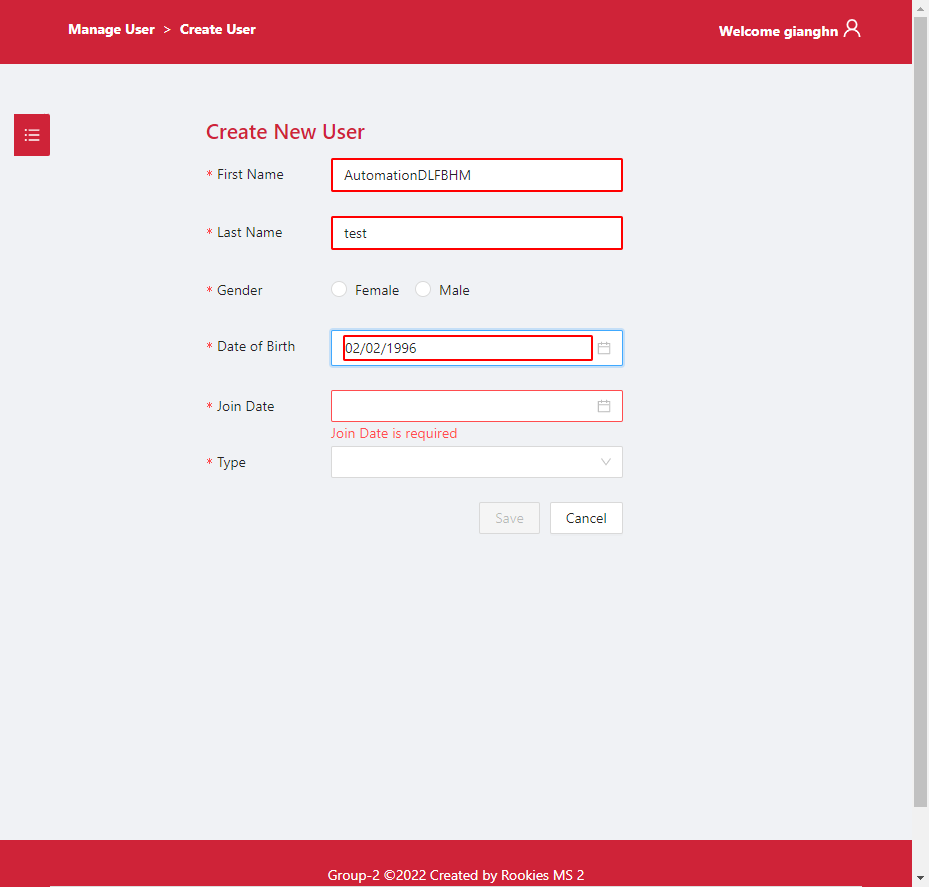 Manage User > Create User
Welcome gianghn
Create New User
* First Name
AutomationDLFBHM
* Last Name
test
* Gender
Female
Male
* Date of Birth
02/02/1996
* Join Date
Join Date is required
* Type
Save
Cancel
Group-2 ©2022 Created by Rookies MS 2